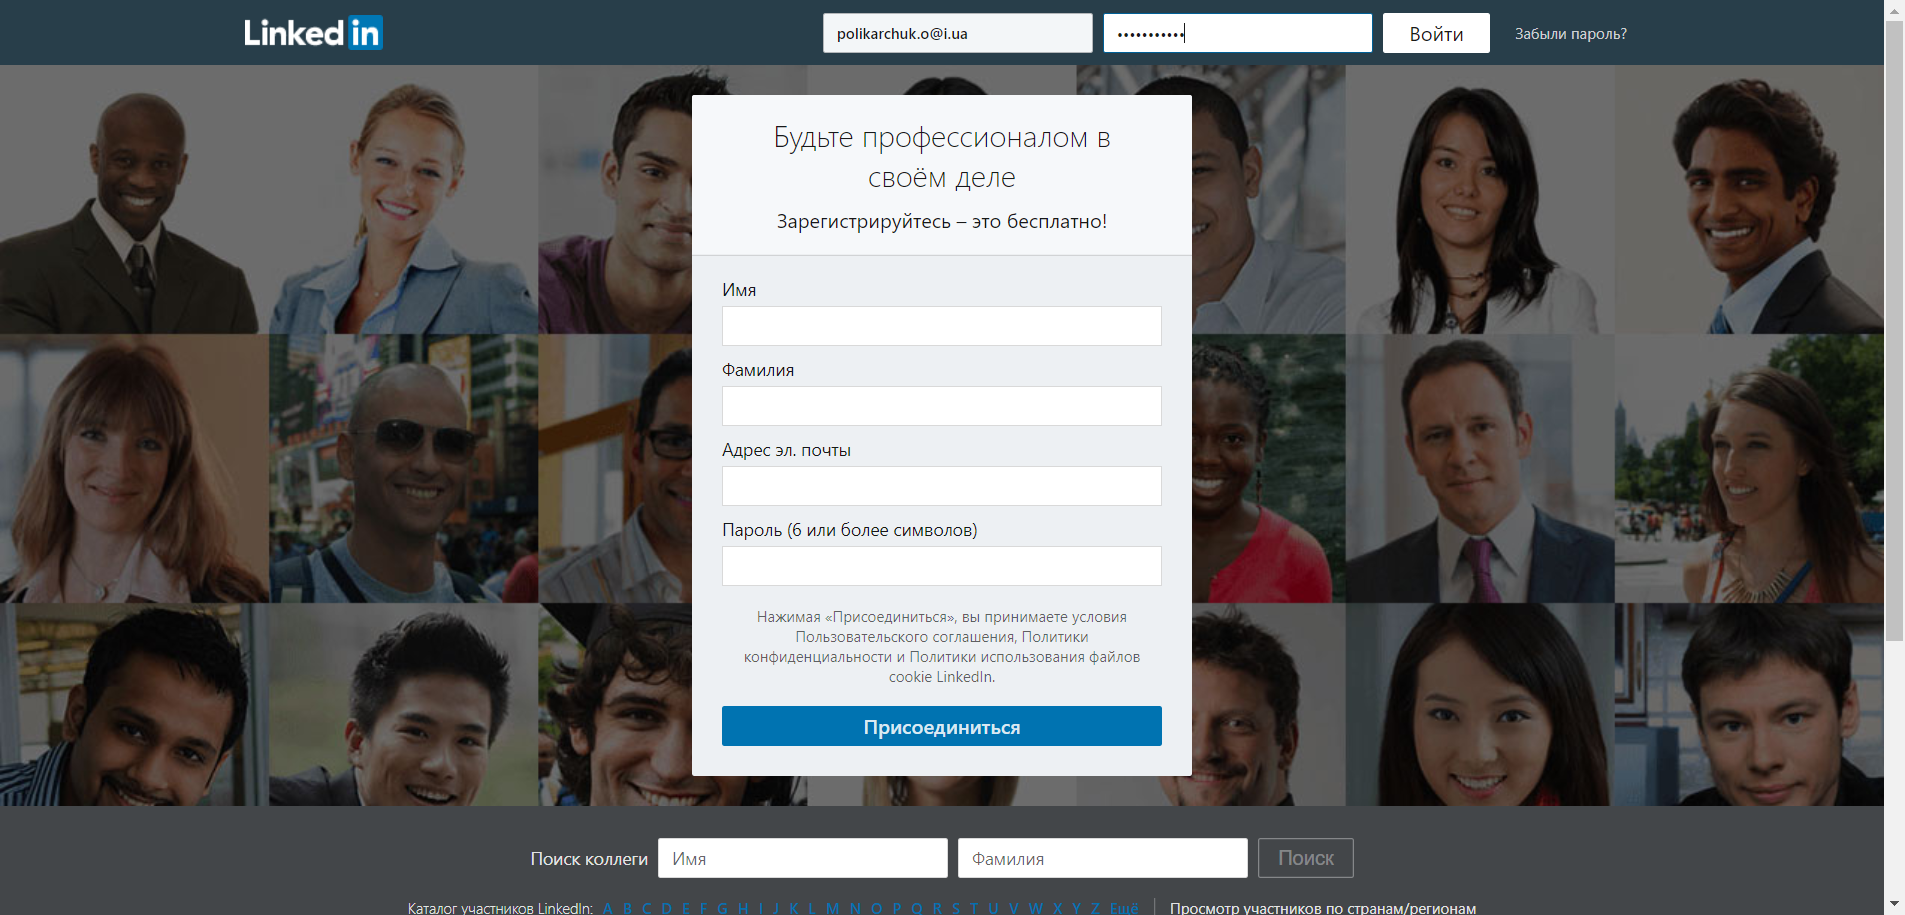 Linked in
polikarchuk.o@i.ua
•••••••••••
Войти
Забыли пароль?
Будьте профессионалом в
своём деле
Зарегистрируйтесь – это бесплатно!
Имя
Фамилия
Адрес эл. почты
Пароль (6 или более символов)
Нажимая «Присоединиться», вы принимаете условия
Пользовательского соглашения, Политики
конфиденциальности и Политики использования файлов
cookie LinkedIn.
Присоединиться
Поиск коллеги Имя Фамилия Поиск
Каталог участников LinkedIn: A B C D E F G H I J K L M N O P Q R S T U V W X Y Z Ещё | Просмотр участников по странам/регионам